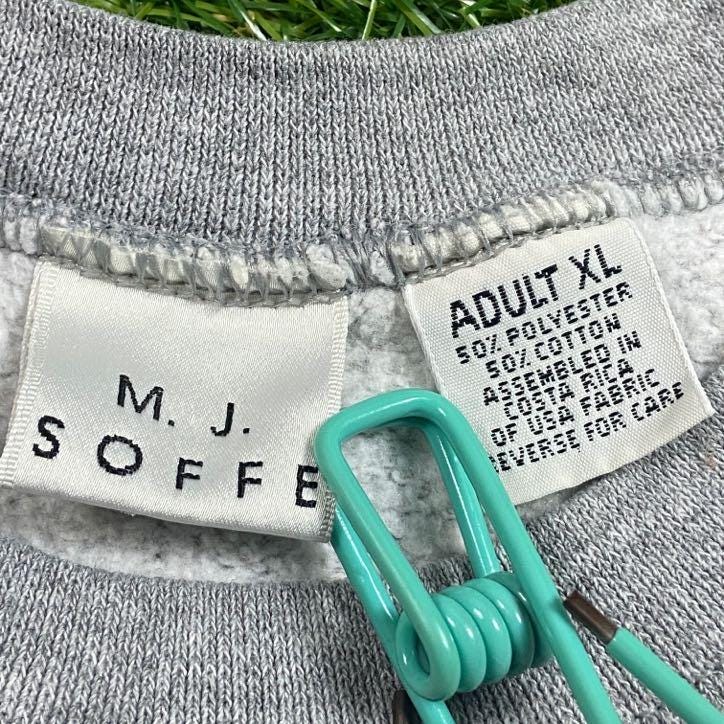 M. J.
SOFFE
ADULT XL
50% POLYESTER
50% COTTON
ASSEMBLED IN
COSTA RICA
OF USA FABRIC
REVERSE FOR CARE